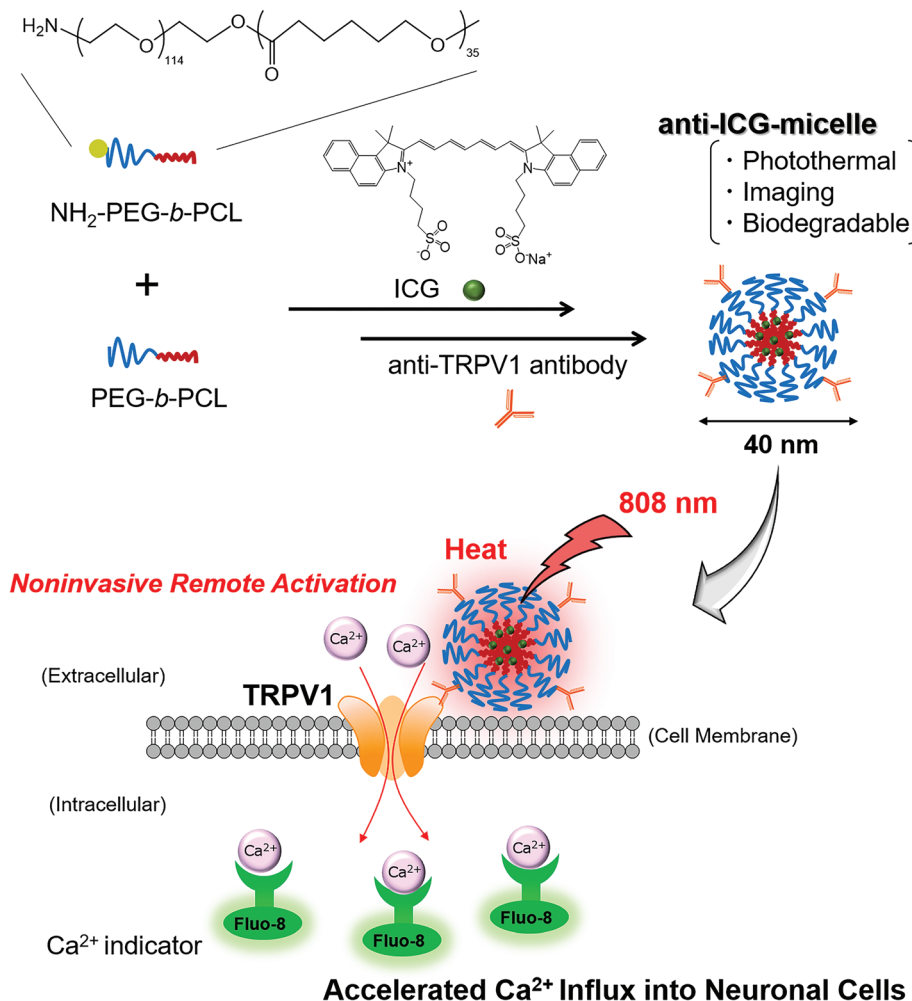 H₂N
O
114
O
O
O
35
anti-ICG-micelle
· Photothermal
· Imaging
· Biodegradable
N⁺
N
S
O
O
⁻O
S
O
O
O⁻Na⁺
NH₂-PEG-b-PCL
+
ICG
anti-TRPV1 antibody
PEG-b-PCL
40 nm
808 nm
Heat
Noninvasive Remote Activation
Ca²⁺
Ca²⁺
(Extracellular)
TRPV1
(Cell Membrane)
(Intracellular)
Ca²⁺
Ca²⁺
Ca²⁺
Fluo-8
Fluo-8
Fluo-8
Ca²⁺ indicator
Accelerated Ca²⁺ Influx into Neuronal Cells